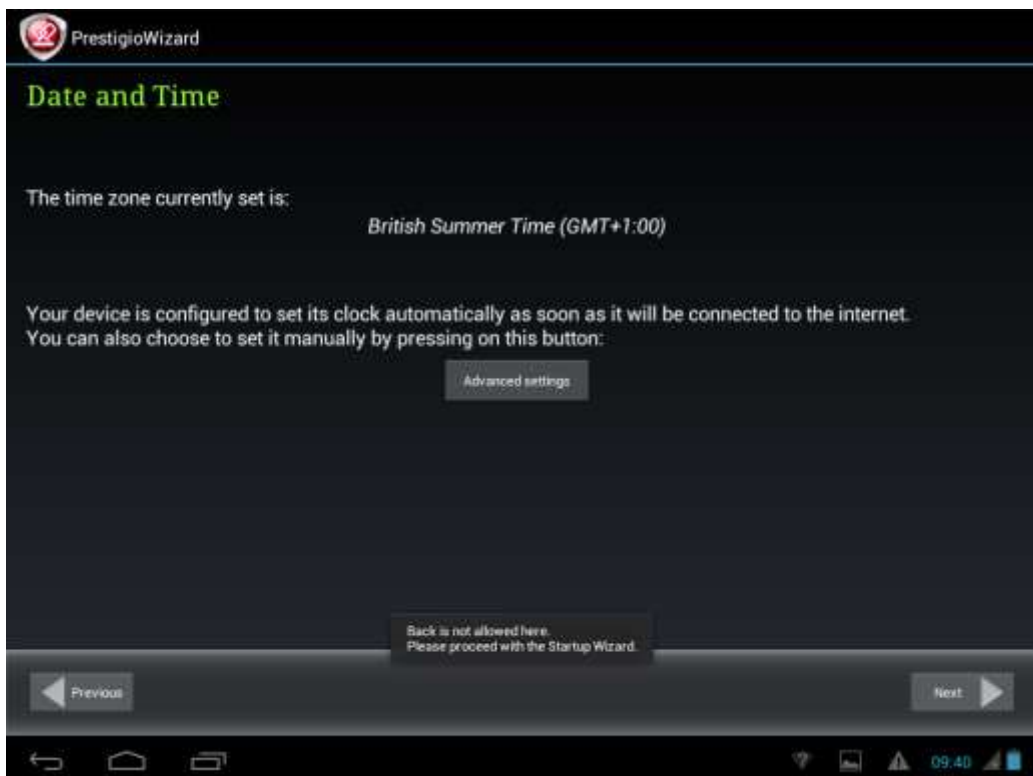 PrestigioWizard
Date and Time
The time zone currently set is:
British Summer Time (GMT+1:00)
Your device is configured to set its clock automatically as soon as it will be connected to the internet.
You can also choose to set it manually by pressing on this button:
Advanced settings
Back is not allowed here.
Please proceed with the Startup Wizard.
Previous
Next
09:40